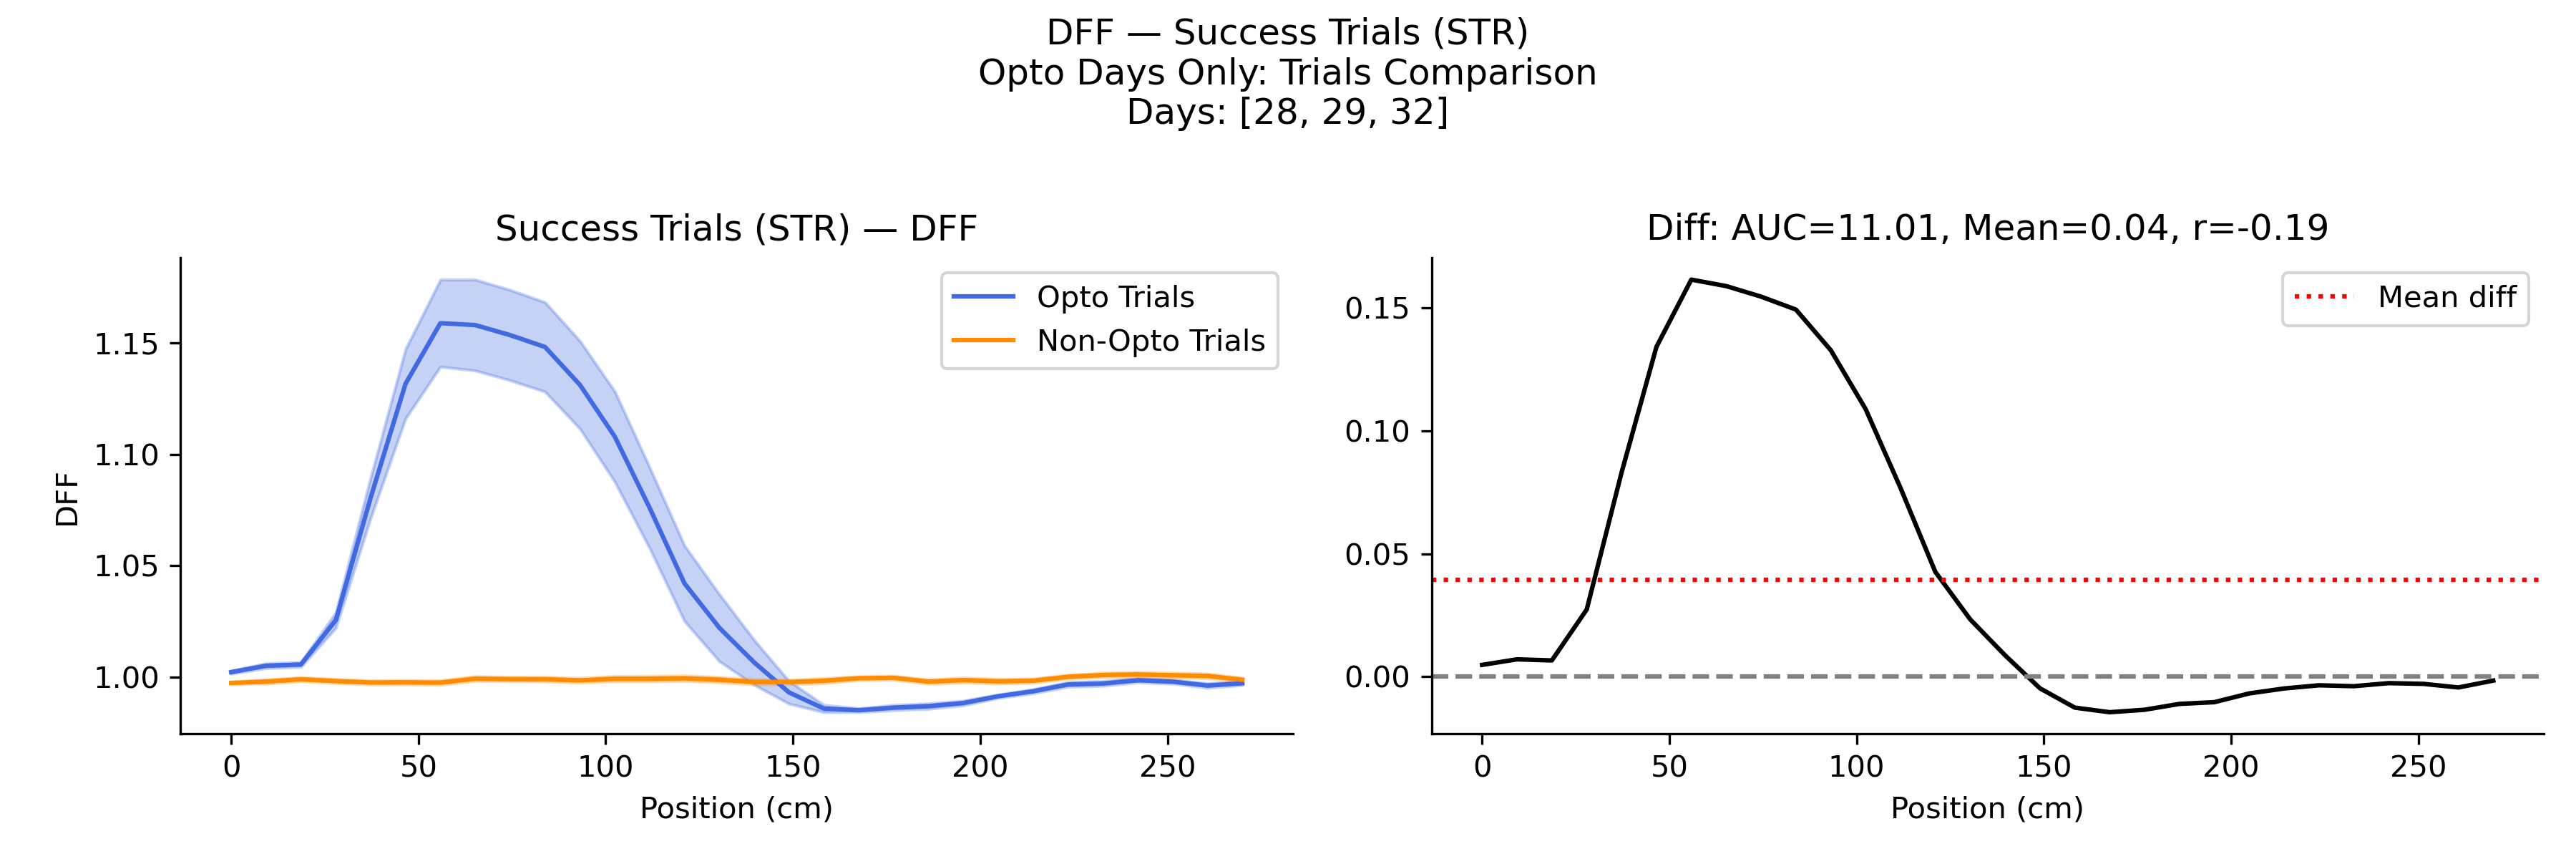 DFF — Success Trials (STR)
Opto Days Only: Trials Comparison
Days: [28, 29, 32]
Success Trials (STR) — DFF
DFF
1.15
1.10
1.05
1.00
Opto Trials
Non-Opto Trials
0 50 100 150 200 250
Position (cm)
Diff: AUC=11.01, Mean=0.04, r=-0.19
0.15
0.10
0.05
0.00
Mean diff
0 50 100 150 200 250
Position (cm)